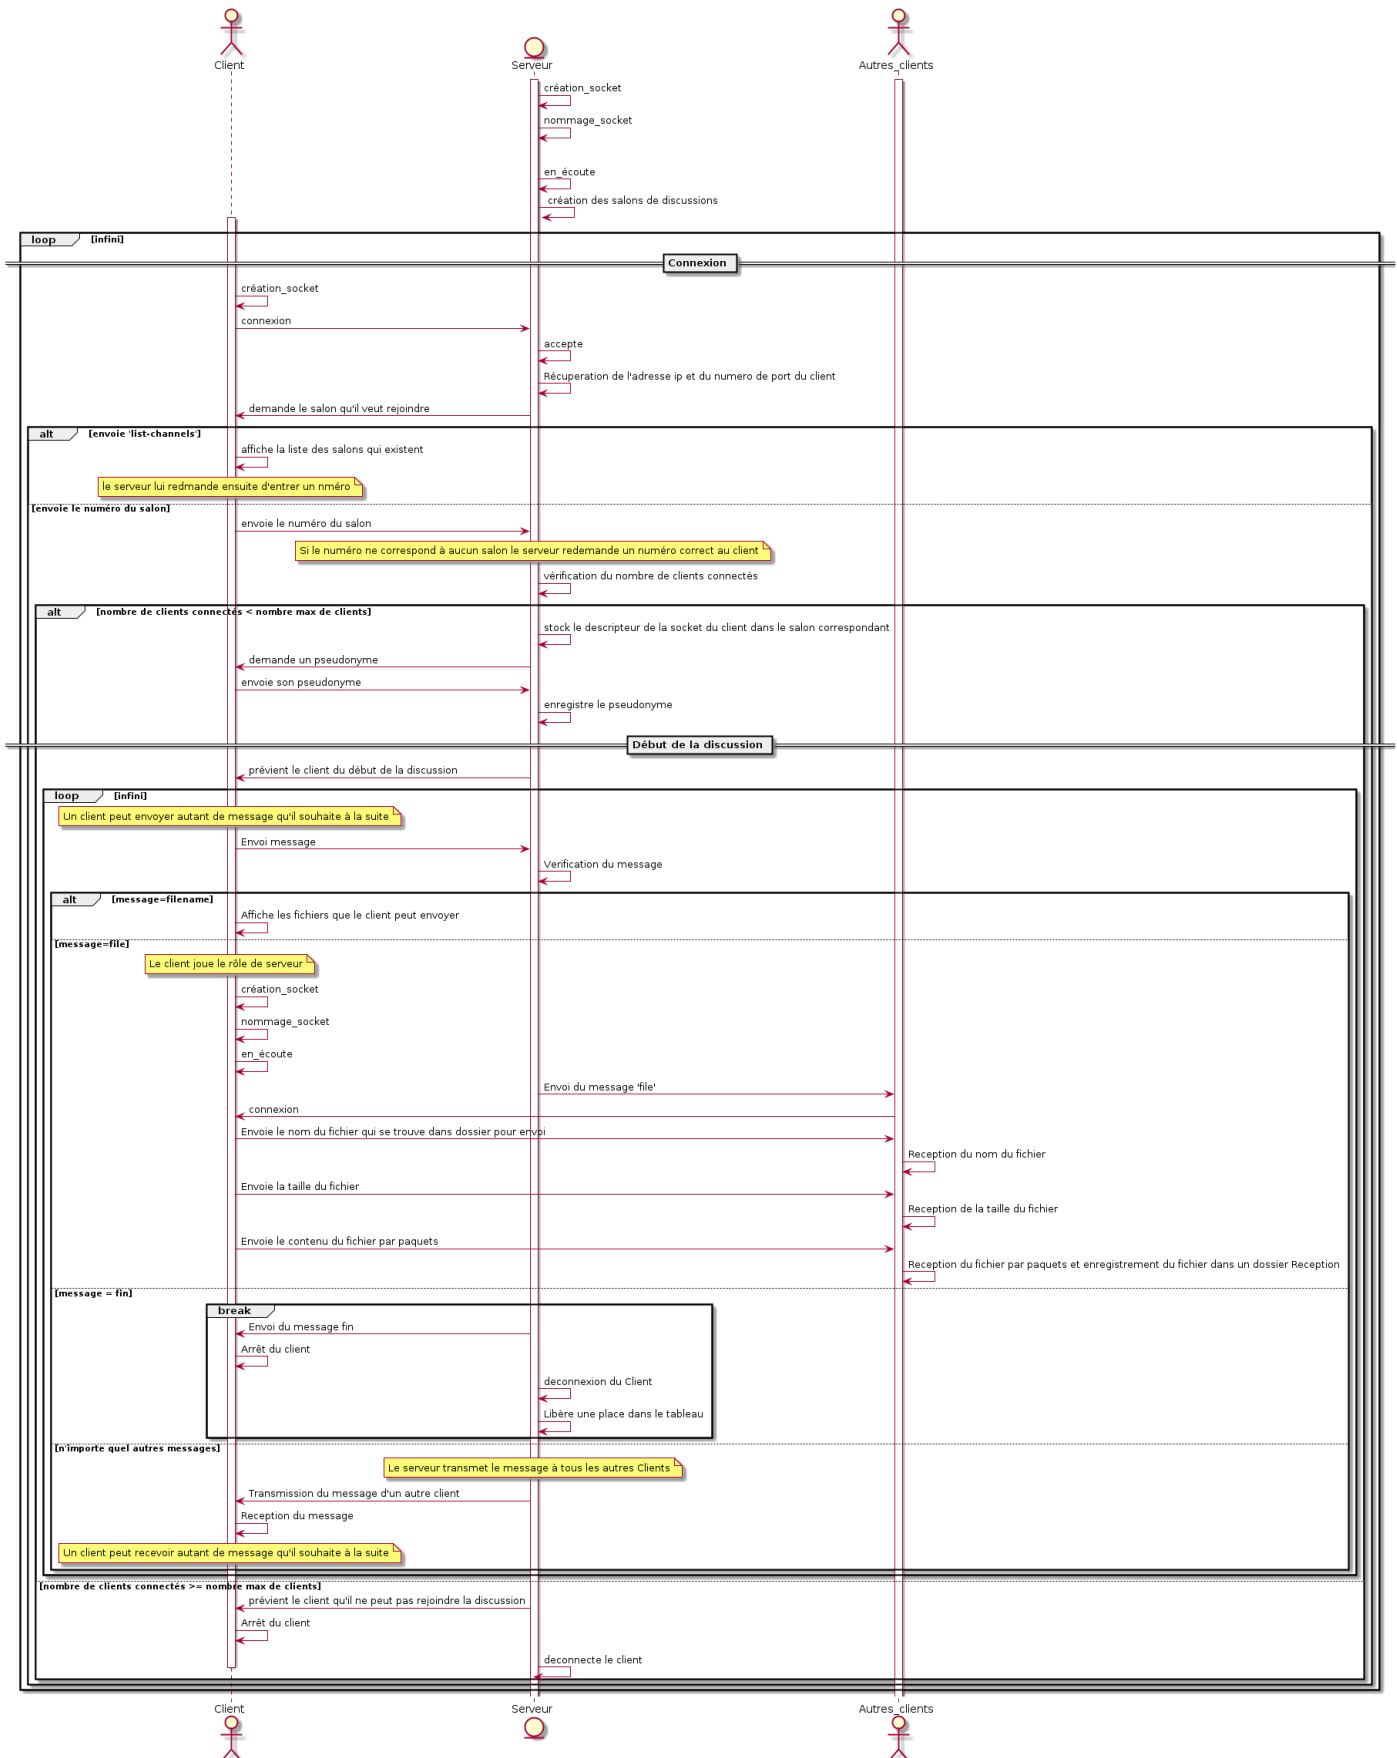 Client
Serveur
Autres_clients
création_socket
nommage_socket
en_écoute
création des salons de discussions
loop [infini]
Connexion
création_socket
connexion
accepte
Récuperation de l'adresse ip et du numero de port du client
demande le salon qu'il veut rejoindre
alt [envoie 'list-channels']
affiche la liste des salons qui existent
le serveur lui redmande ensuite d'entrer un nméro
[envoie le numéro du salon]
envoie le numéro du salon
Si le numéro ne correspond à aucun salon le serveur redemande un numéro correct au client
vérification du nombre de clients connectés
alt [nombre de clients connectés < nombre max de clients]
stock le descripteur de la socket du client dans le salon correspondant
demande un pseudonyme
envoie son pseudonyme
enregistre le pseudonyme
Début de la discussion
prévient le client du début de la discussion
loop [infini]
Un client peut envoyer autant de message qu'il souhaite à la suite
Envoi message
Verification du message
alt [message=filename]
Affiche les fichiers que le client peut envoyer
[message=file]
Le client joue le rôle de serveur
création_socket
nommage_socket
en_écoute
Envoi du message 'file'
connexion
Envoie le nom du fichier qui se trouve dans dossier pour envoi
Reception du nom du fichier
Envoie la taille du fichier
Reception de la taille du fichier
Envoie le contenu du fichier par paquets
Reception du fichier par paquets et enregistrement du fichier dans un dossier Reception
[message = fin]
break
Envoi du message fin
Arrêt du client
deconnexion du Client
Libère une place dans le tableau
[n'importe quel autres messages]
Le serveur transmet le message à tous les autres Clients
Transmission du message d'un autre client
Reception du message
Un client peut recevoir autant de message qu'il souhaite à la suite
[nombre de clients connectés >= nombre max de clients]
prévient le client qu'il ne peut pas rejoindre la discussion
Arrêt du client
deconnecte le client
Client
Serveur
Autres_clients